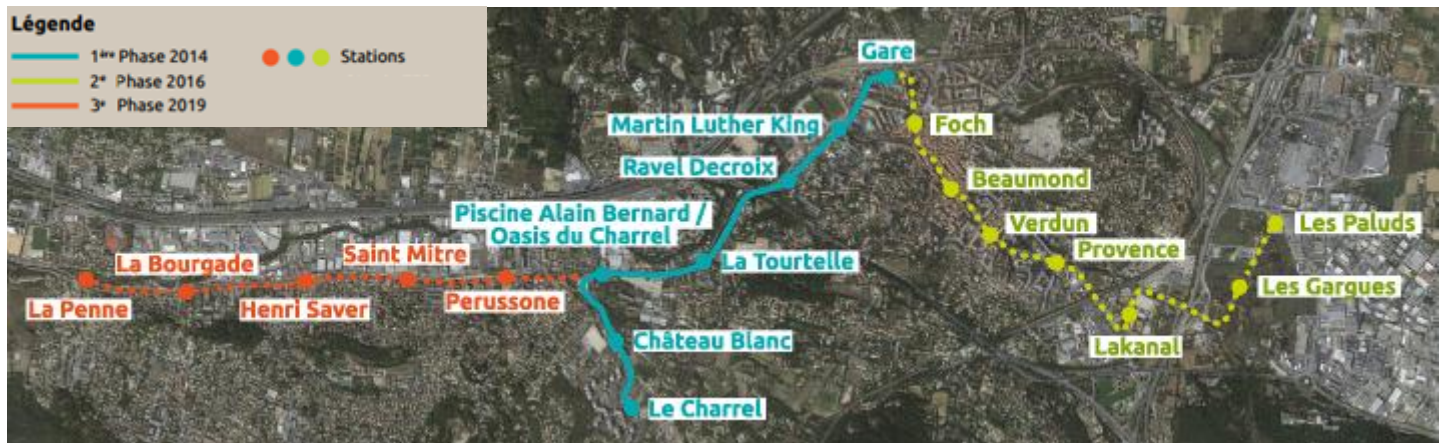 Légende
1ère Phase 2014
2e Phase 2016
3e Phase 2019
Stations
Gare
Martin Luther King
Foch
Ravel Decroix
Beaumond
Piscine Alain Bernard /
Oasis du Charrel
Verdun
Les Paluds
Provence
La Tourtelle
La Bourgade
Saint Mitre
Les Gargues
La Penne
Henri Saver
Perussone
Château Blanc
Lakanal
Le Charrel